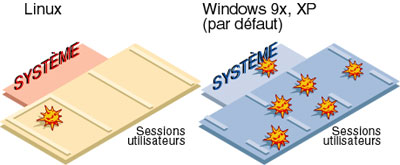 Linux
SYSTÈME
Sessions
utilisateurs
Windows 9x, XP
(par défaut)
SYSTÈME
Sessions
utilisateurs